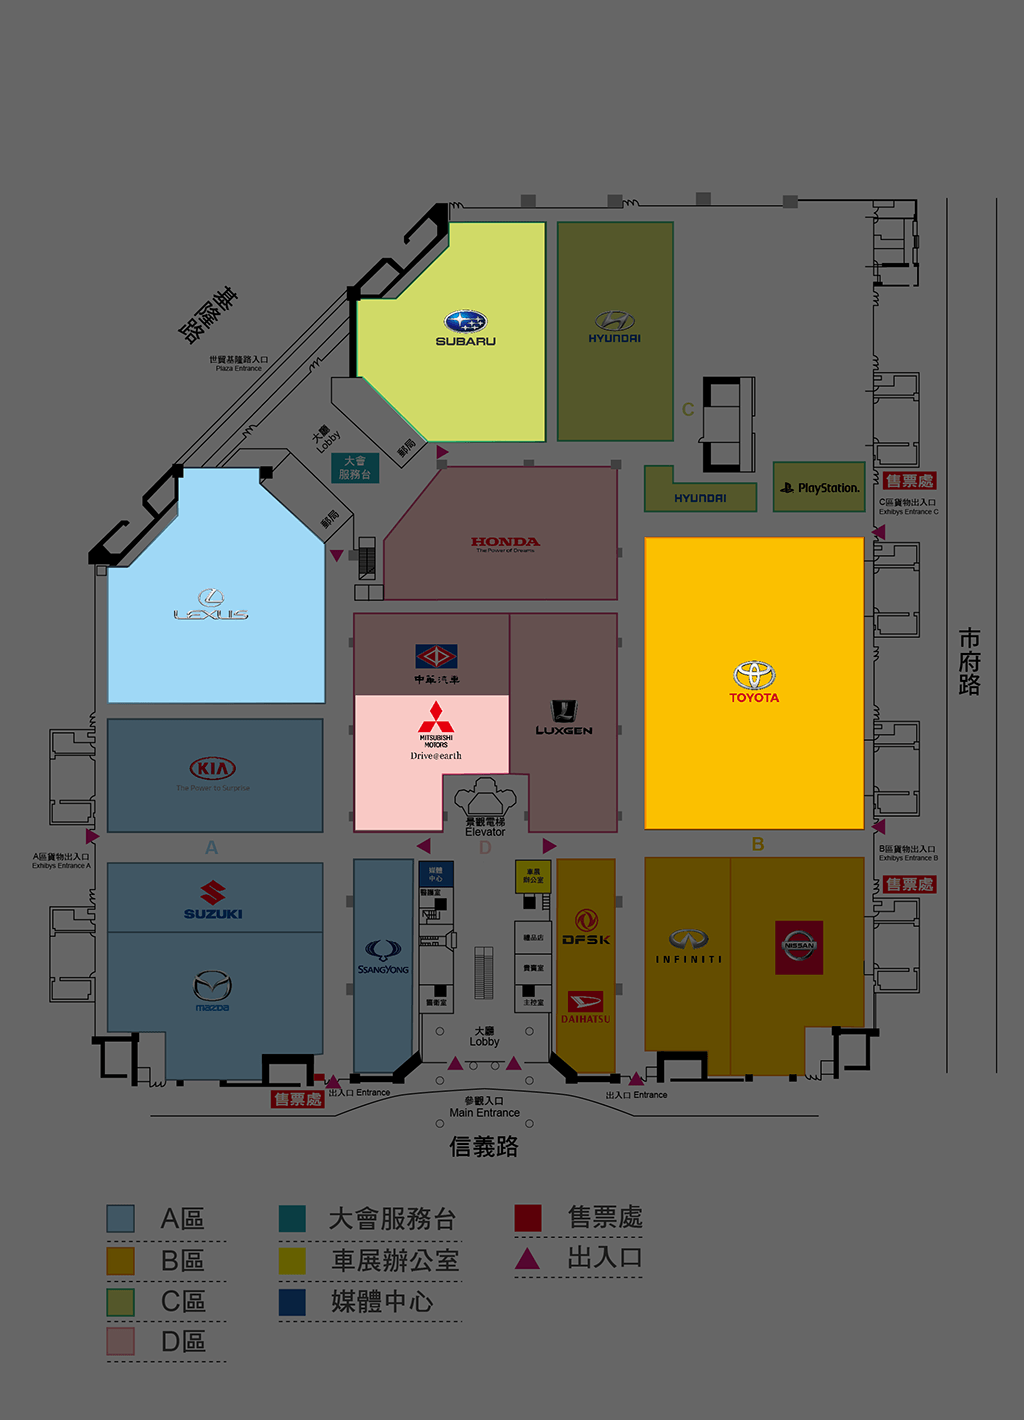 基隆路
世貿基隆路入口
Plaza Entrance
SUBARU
HYUNDAI
C
大廳
Lobby
郵局
大會
服務台
郵局
HONDA
The Power of Dreams
HYUNDAI
PlayStation.
售票處
C區貨物出入口
Exhibys Entrance C
LEXUS
中華汽車
MITSUBISHI
MOTORS
Drive@earth
LUXGEN
TOYOTA
市府路
KIA
The Power to Surprise
景觀電梯
Elevator
A
D
B
A區貨物出入口
Exhibys Entrance A
B區貨物出入口
Exhibys Entrance B
售票處
SUZUKI
媒體
中心
醫護室
車展
辦公室
禮品店
貴賓室
主控室
警衛室
SSANGYONG
DFSK
DAIHATSU
INFINITI
NISSAN
mazda
大廳
Lobby
售票處
出入口 Entrance
參觀入口
Main Entrance
出入口 Entrance
信義路
A區
大會服務台
售票處
B區
車展辦公室
出入口
C區
媒體中心
D區